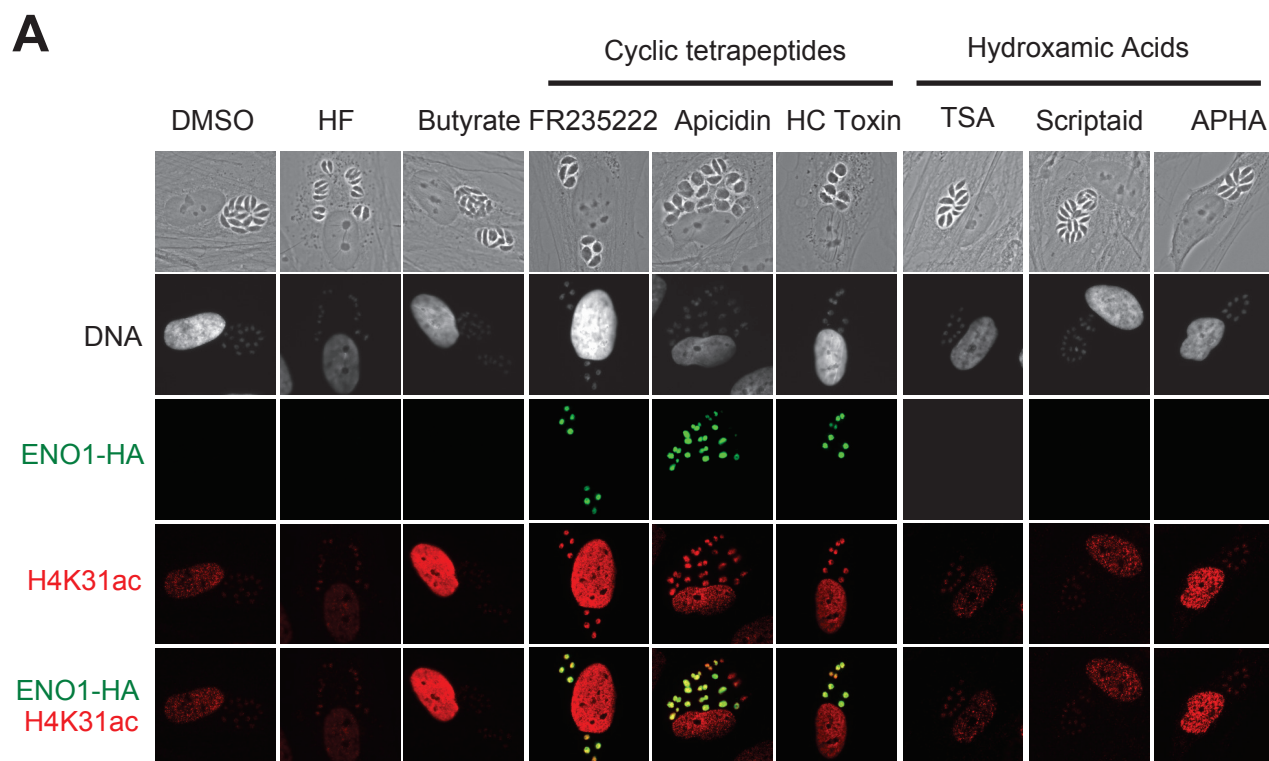 A
Cyclic tetrapeptides
Hydroxamic Acids
DMSO
HF
Butyrate
FR235222
Apicidin
HC Toxin
TSA
Scriptaid
APHA
DNA
ENO1-HA
H4K31ac
ENO1-HA
H4K31ac